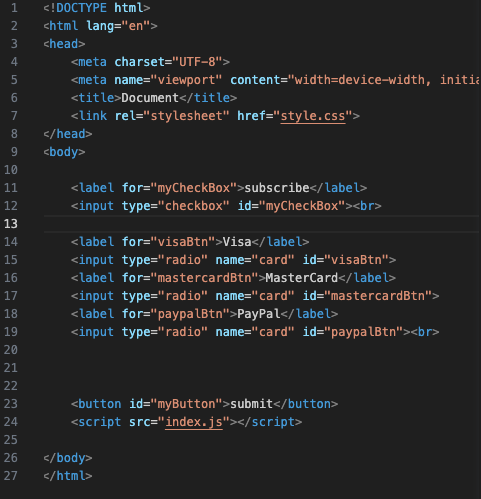 1 <!DOCTYPE html>
2 <html lang="en">
3 <head>
4     <meta charset="UTF-8">
5     <meta name="viewport" content="width=device-width, initia
6     <title>Document</title>
7     <link rel="stylesheet" href="style.css">
8 </head>
9 <body>
10
11     <label for="myCheckBox">subscribe</label>
12     <input type="checkbox" id="myCheckBox"><br>
13
14     <label for="visaBtn">Visa</label>
15     <input type="radio" name="card" id="visaBtn">
16     <label for="mastercardBtn">MasterCard</label>
17     <input type="radio" name="card" id="mastercardBtn">
18     <label for="paypalBtn">PayPal</label>
19     <input type="radio" name="card" id="paypalBtn"><br>
20
21
22
23     <button id="myButton">submit</button>
24     <script src="index.js"></script>
25
26 </body>
27 </html>